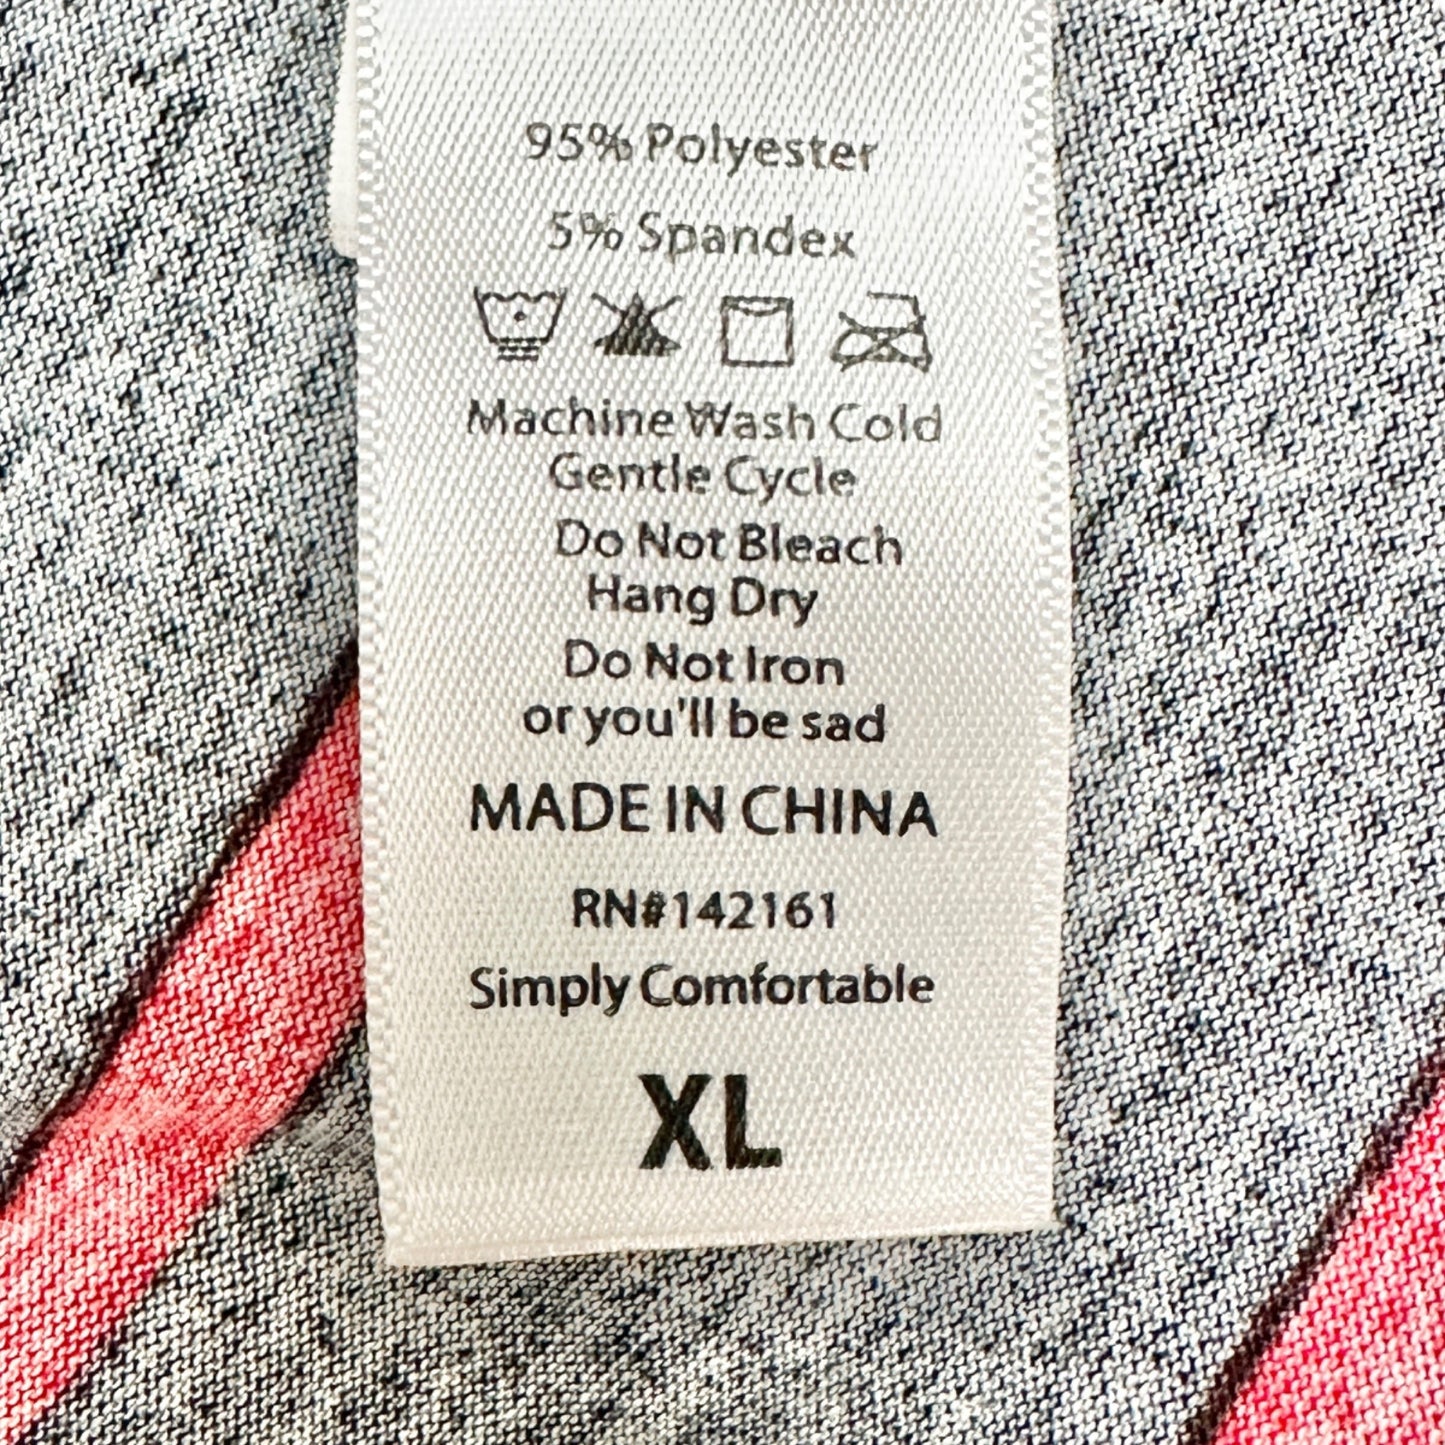 95% Polyester
5% Spandex
Machine Wash Cold
Gentle Cycle
Do Not Bleach
Hang Dry
Do Not Iron
or you'll be sad
MADE IN CHINA
RN#142161
Simply Comfortable
XL